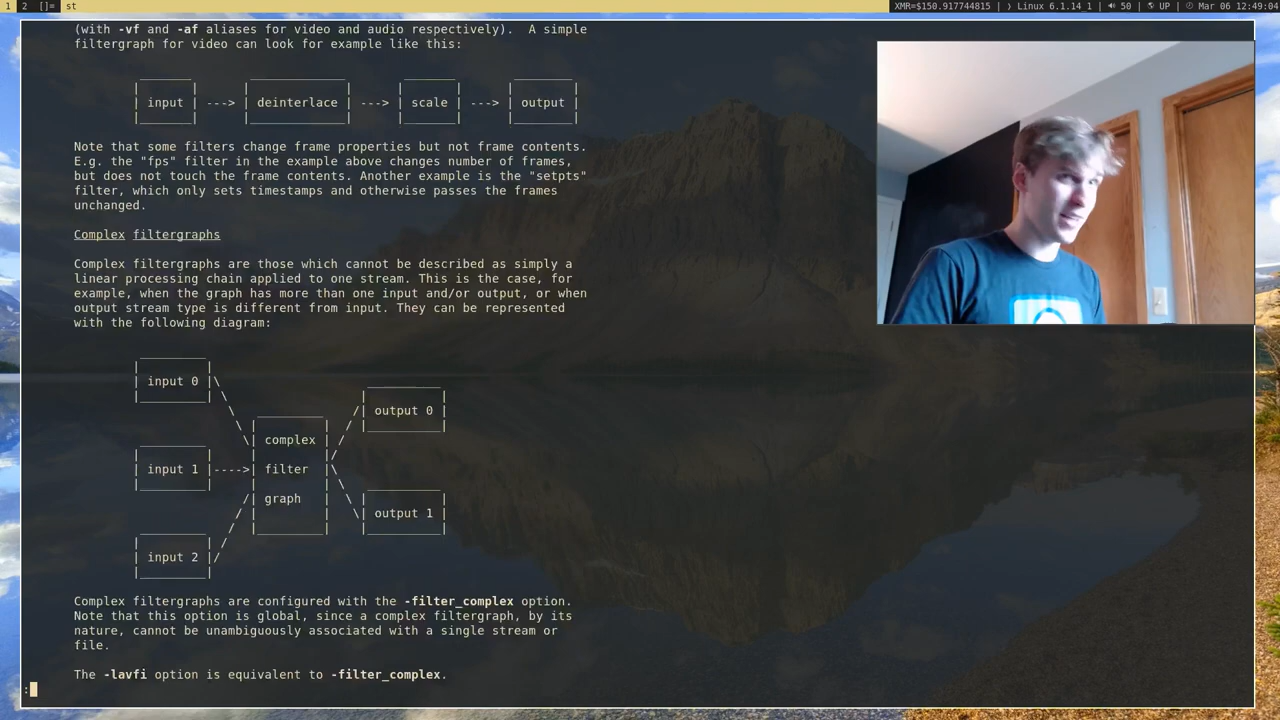 1 2 []= st XMR=$150.917744815 | ❯ Linux 6.1.14_1 | 50 | UP | Mar 06 12:49:04
(with -vf and -af aliases for video and audio respectively).  A simple
filtergraph for video can look for example like this:
input ---> deinterlace ---> scale ---> output
Note that some filters change frame properties but not frame contents.
E.g. the "fps" filter in the example above changes number of frames,
but does not touch the frame contents. Another example is the "setpts"
filter, which only sets timestamps and otherwise passes the frames
unchanged.
Complex filtergraphs
Complex filtergraphs are those which cannot be described as simply a
linear processing chain applied to one stream. This is the case, for
example, when the graph has more than one input and/or output, or when
output stream type is different from input. They can be represented
with the following diagram:
input 0
output 0
complex
input 1 ----> filter
graph
output 1
input 2
Complex filtergraphs are configured with the -filter_complex option.
Note that this option is global, since a complex filtergraph, by its
nature, cannot be unambiguously associated with a single stream or
file.
The -lavfi option is equivalent to -filter_complex.
: